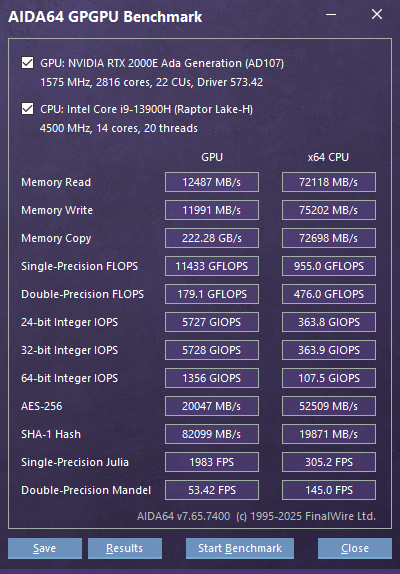 AIDA64 GPGPU Benchmark
GPU: NVIDIA RTX 2000E Ada Generation (AD107)
1575 MHz, 2816 cores, 22 CUs, Driver 573.42
CPU: Intel Core i9-13900H (Raptor Lake-H)
4500 MHz, 14 cores, 20 threads
GPU x64 CPU
Memory Read 12487 MB/s 72118 MB/s
Memory Write 11991 MB/s 75202 MB/s
Memory Copy 222.28 GB/s 72698 MB/s
Single-Precision FLOPS 11433 GFLOPS 955.0 GFLOPS
Double-Precision FLOPS 179.1 GFLOPS 476.0 GFLOPS
24-bit Integer IOPS 5727 GIOPS 363.8 GIOPS
32-bit Integer IOPS 5728 GIOPS 363.9 GIOPS
64-bit Integer IOPS 1356 GIOPS 107.5 GIOPS
AES-256 20047 MB/s 52509 MB/s
SHA-1 Hash 82099 MB/s 19871 MB/s
Single-Precision Julia 1983 FPS 305.2 FPS
Double-Precision Mandel 53.42 FPS 145.0 FPS
AIDA64 v7.65.7400 (c) 1995-2025 FinalWire Ltd.
Save Results Start Benchmark Close